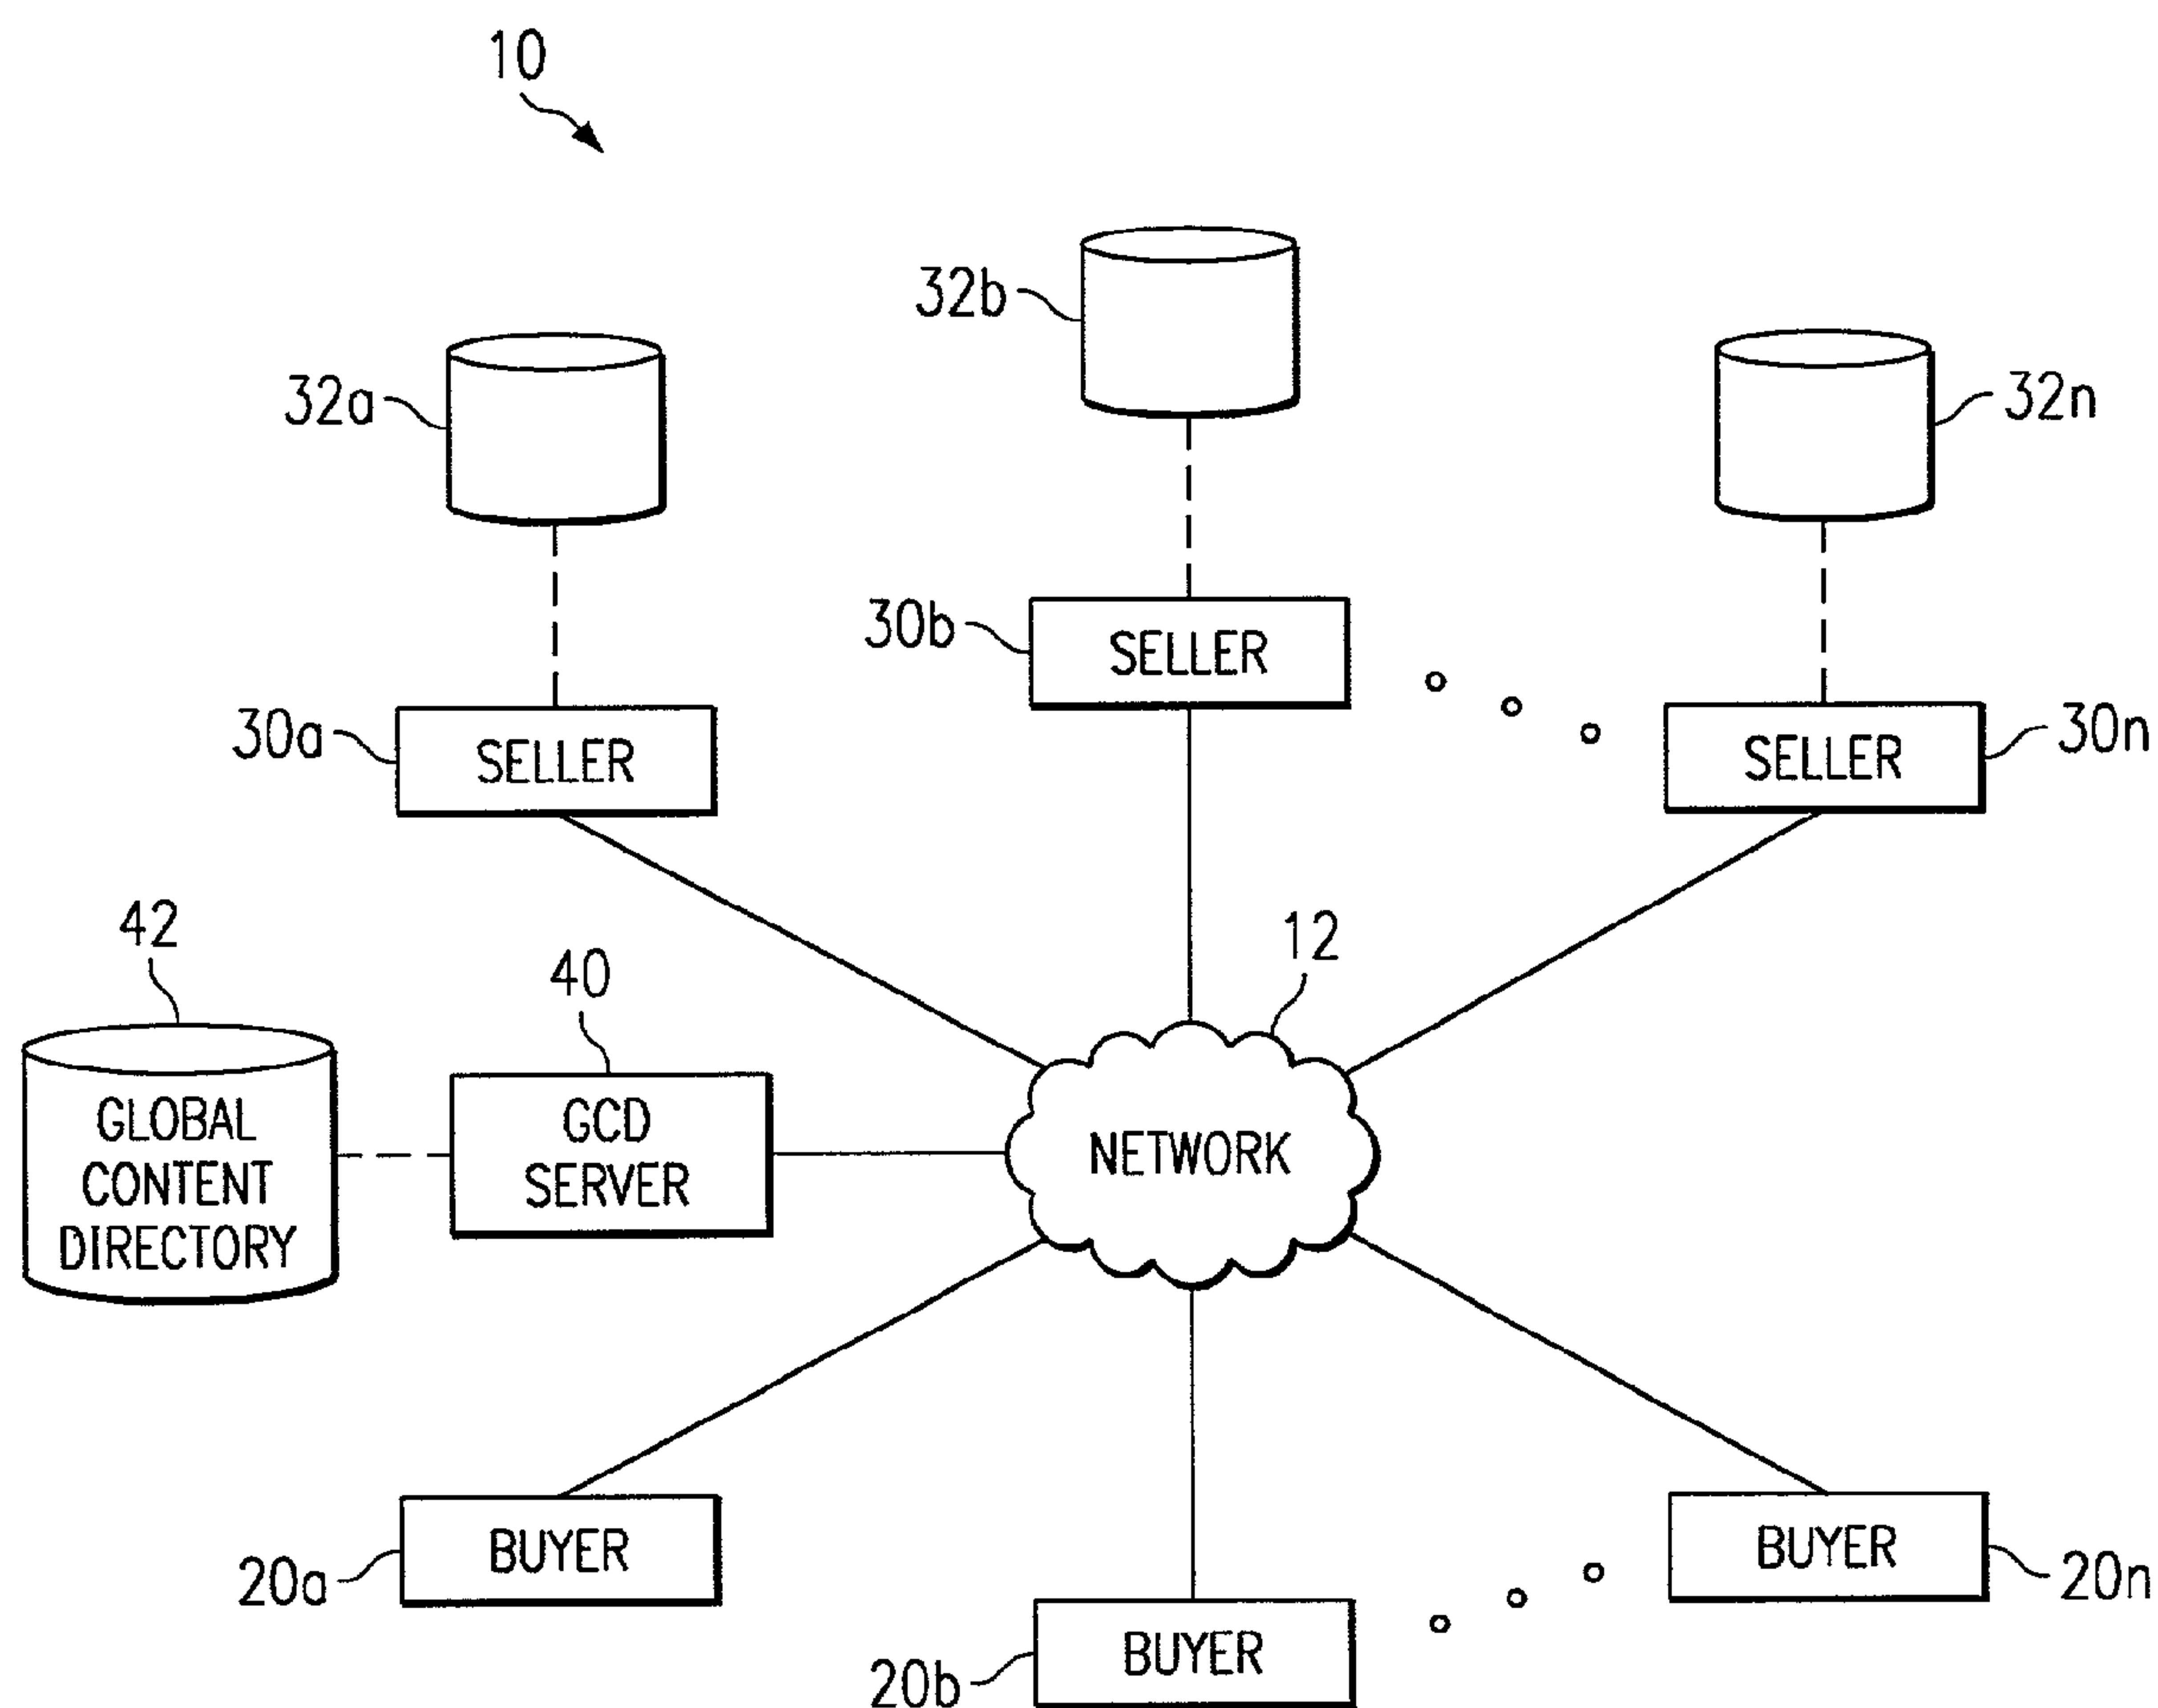 10
32b
32a
32n
30b
SELLER
30a
SELLER
SELLER
30n
42
40
12
GLOBAL
CONTENT
DIRECTORY
GCD
SERVER
NETWORK
BUYER
20a
BUYER
20n
BUYER
20b